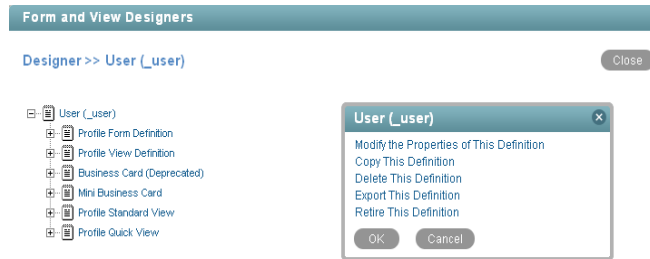 Form and View Designers
Designer >> User (_user)
Close
User (_user)
Profile Form Definition
Profile View Definition
Business Card (Deprecated)
Mini Business Card
Profile Standard View
Profile Quick View
User (_user)
Modify the Properties of This Definition
Copy This Definition
Delete This Definition
Export This Definition
Retire This Definition
OK Cancel